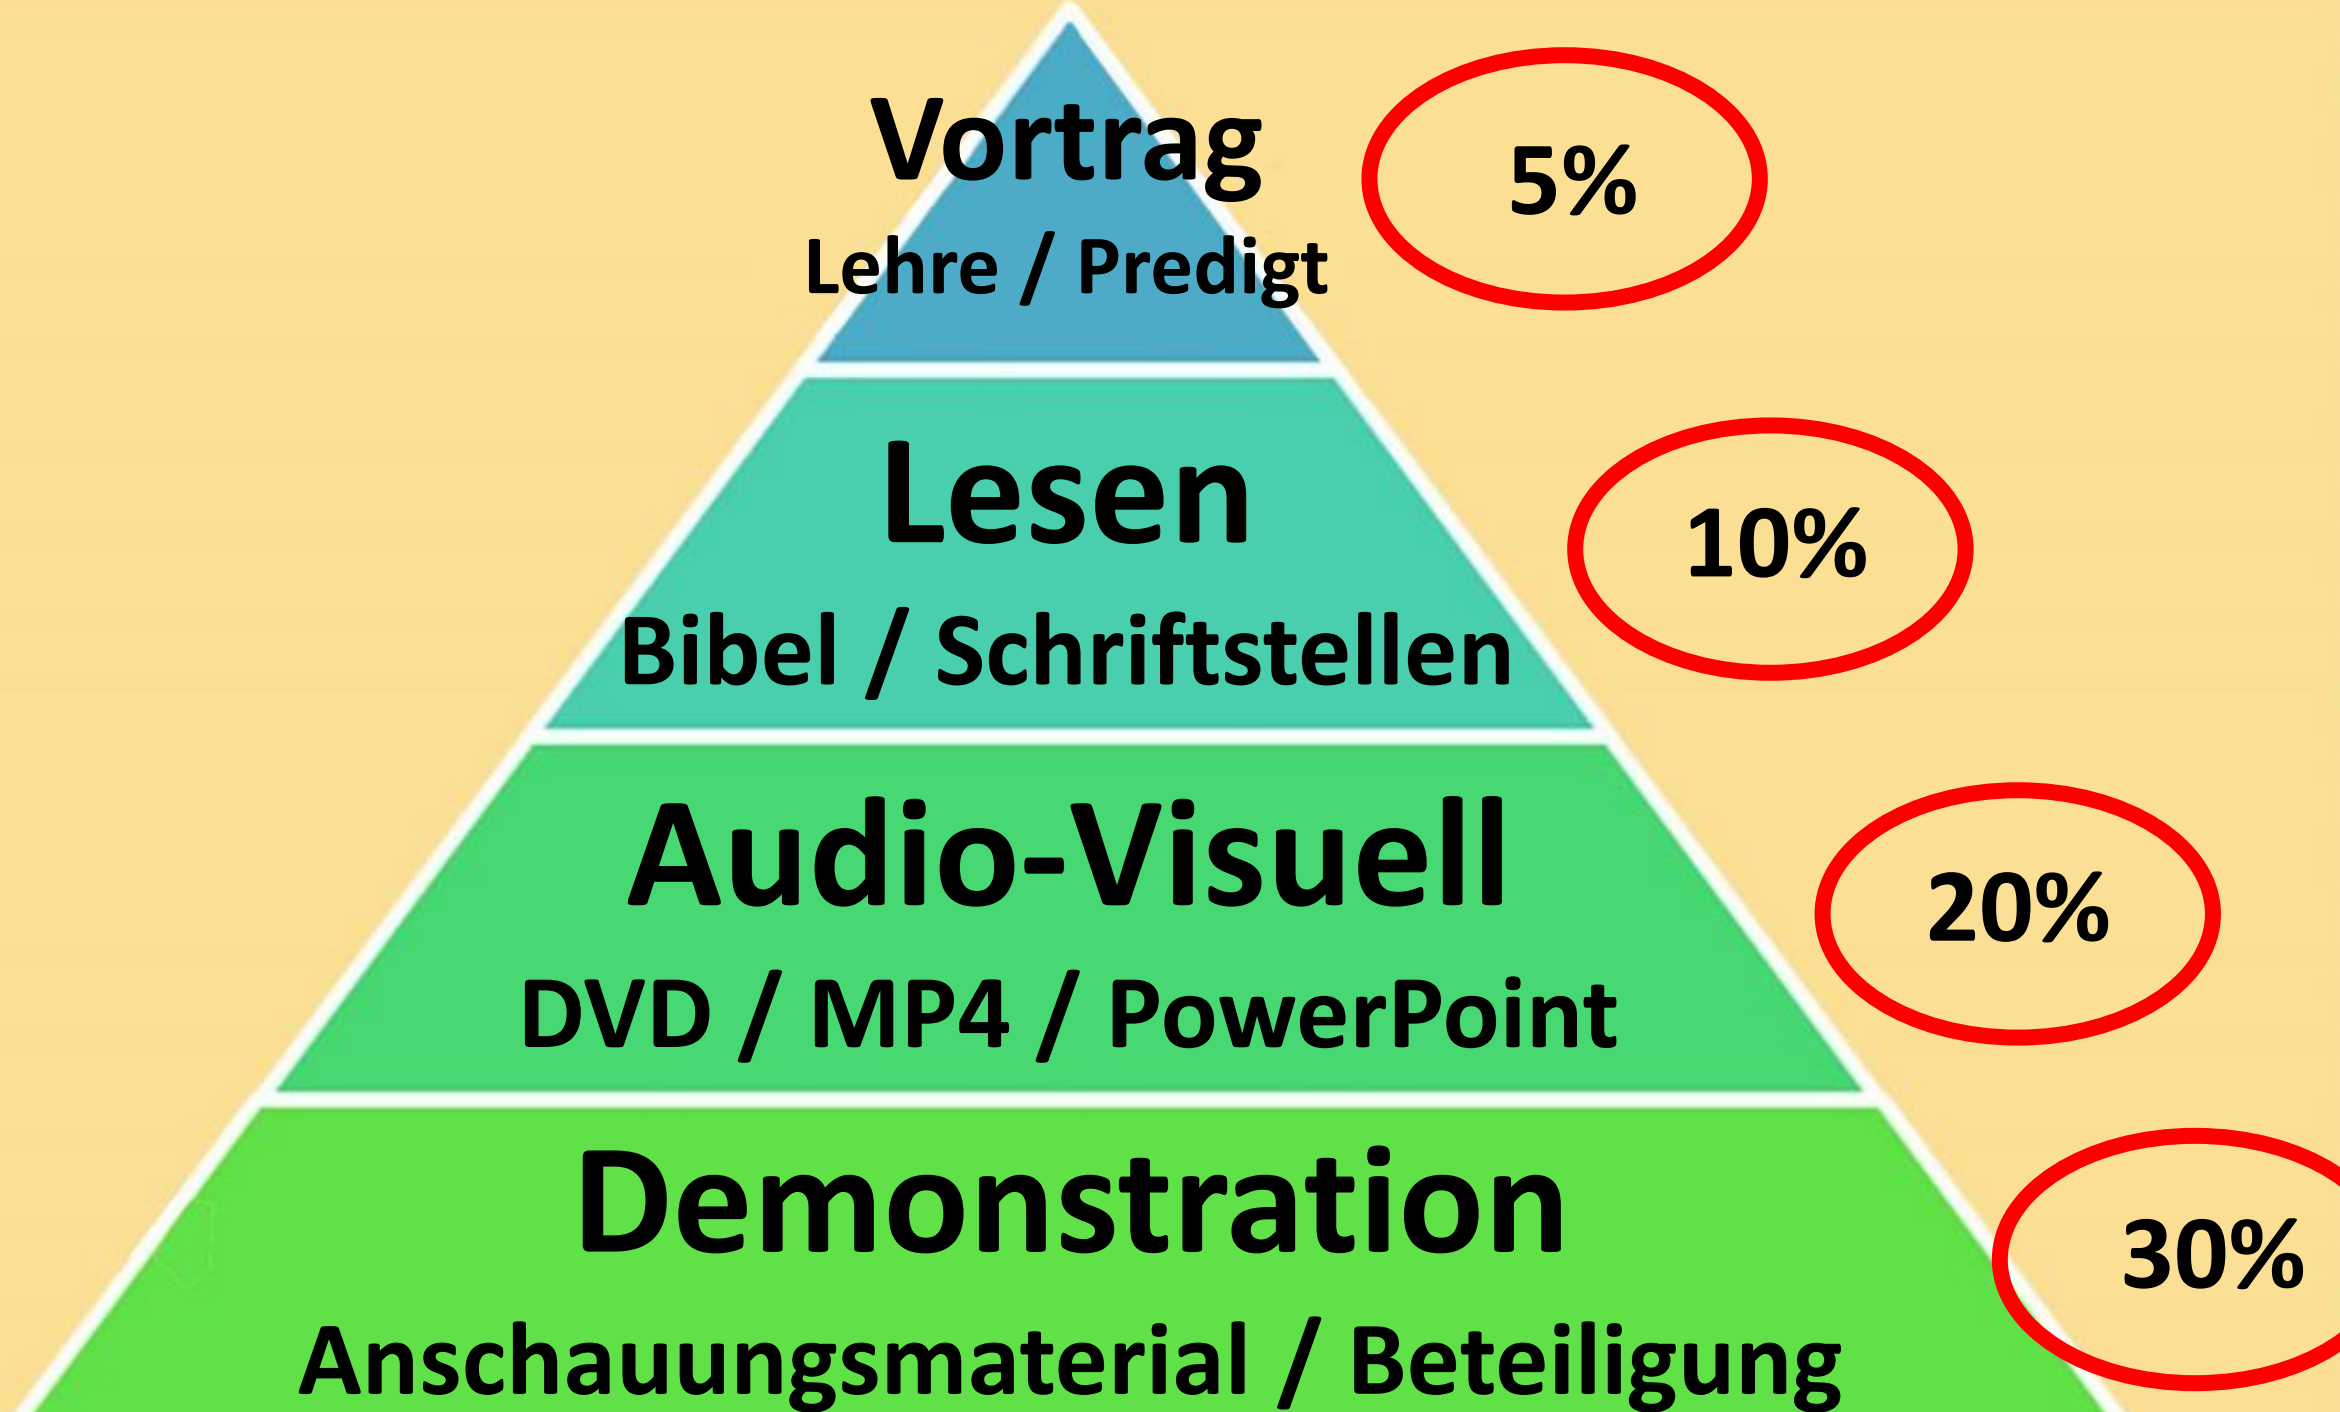 Vortrag
5%
Lehre / Predigt
Lesen
10%
Bibel / Schriftstellen
Audio-Visuell
20%
DVD / MP4 / PowerPoint
Demonstration
30%
Anschauungsmaterial / Beteiligung